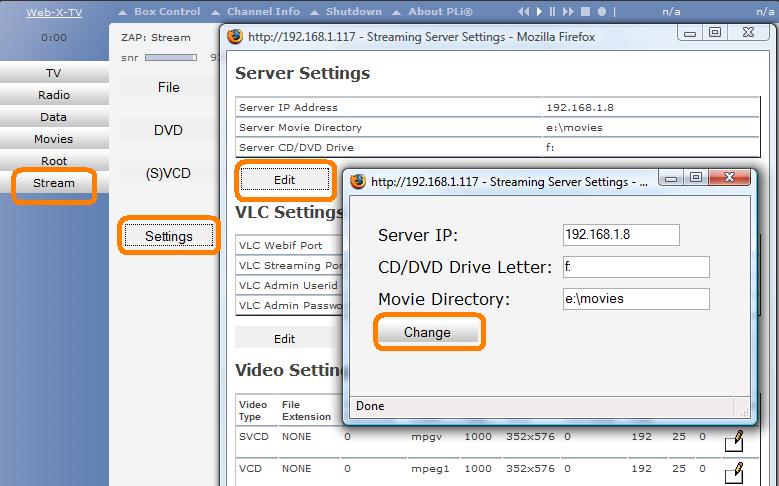 Web-X-TV
Box Control
Channel Info
Shutdown
About PLi®
n/a
n/a
0:00
ZAP: Stream
snr
TV
Radio
Data
Movies
Root
Stream
File
DVD
(S)VCD
Settings
http://192.168.1.117 - Streaming Server Settings - Mozilla Firefox
Server Settings
Server IP Address 192.168.1.8
Server Movie Directory e:\movies
Server CD/DVD Drive f:
Edit
VLC Settings
VLC Webif Port
VLC Streaming Por
VLC Admin Userid
VLC Admin Passwo
Edit
http://192.168.1.117 - Streaming Server Settings - ...
Server IP: 192.168.1.8
CD/DVD Drive Letter: f:
Movie Directory: e:\movies
Change
Done
Video Settin
Video Type
File Extension
SVCD NONE 0 mpgv 1000 352x576 0 192 25 0
VCD NONE 0 mpeg1 1000 352x576 0 192 25 0